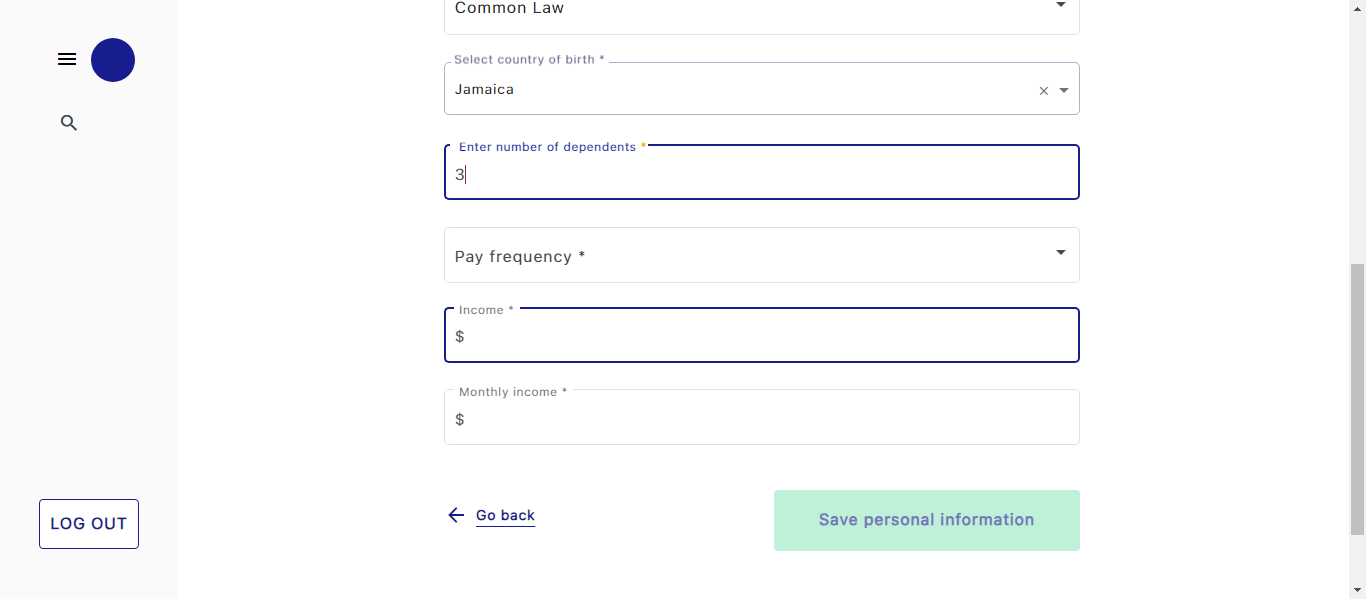 Common Law
Select country of birth *
Jamaica
Enter number of dependents *
3
Pay frequency *
Income *
$
Monthly income *
$
Go back
Save personal information
LOG OUT